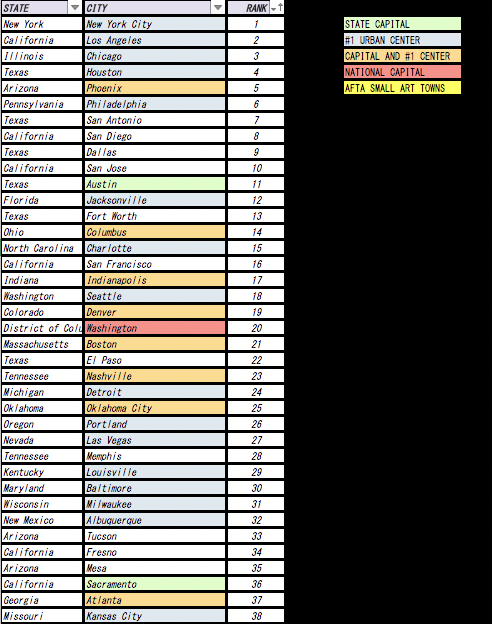 STATE CITY RANK
New York New York City 1
California Los Angeles 2
Illinois Chicago 3
Texas Houston 4
Arizona Phoenix 5
Pennsylvania Philadelphia 6
Texas San Antonio 7
California San Diego 8
Texas Dallas 9
California San Jose 10
Texas Austin 11
Florida Jacksonville 12
Texas Fort Worth 13
Ohio Columbus 14
North Carolina Charlotte 15
California San Francisco 16
Indiana Indianapolis 17
Washington Seattle 18
Colorado Denver 19
District of Colu Washington 20
Massachusetts Boston 21
Texas El Paso 22
Tennessee Nashville 23
Michigan Detroit 24
Oklahoma Oklahoma City 25
Oregon Portland 26
Nevada Las Vegas 27
Tennessee Memphis 28
Kentucky Louisville 29
Maryland Baltimore 30
Wisconsin Milwaukee 31
New Mexico Albuquerque 32
Arizona Tucson 33
California Fresno 34
Arizona Mesa 35
California Sacramento 36
Georgia Atlanta 37
Missouri Kansas City 38
STATE CAPITAL
#1 URBAN CENTER
CAPITAL AND #1 CENTER
NATIONAL CAPITAL
AFTA SMALL ART TOWNS